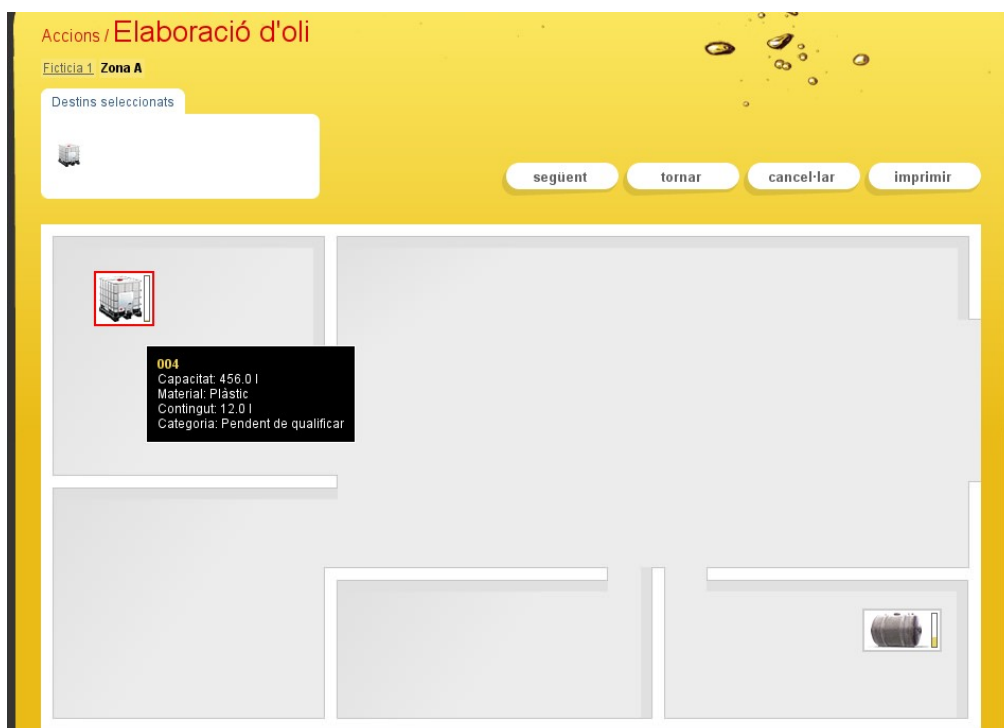 Accions / Elaboració d'oli
Ficticia 1 Zona A
Destins seleccionats
següent tornar cancel·lar imprimir
004
Capacitat: 456.0 l
Material: Plàstic
Contingut: 12.0 l
Categoria: Pendent de qualificar